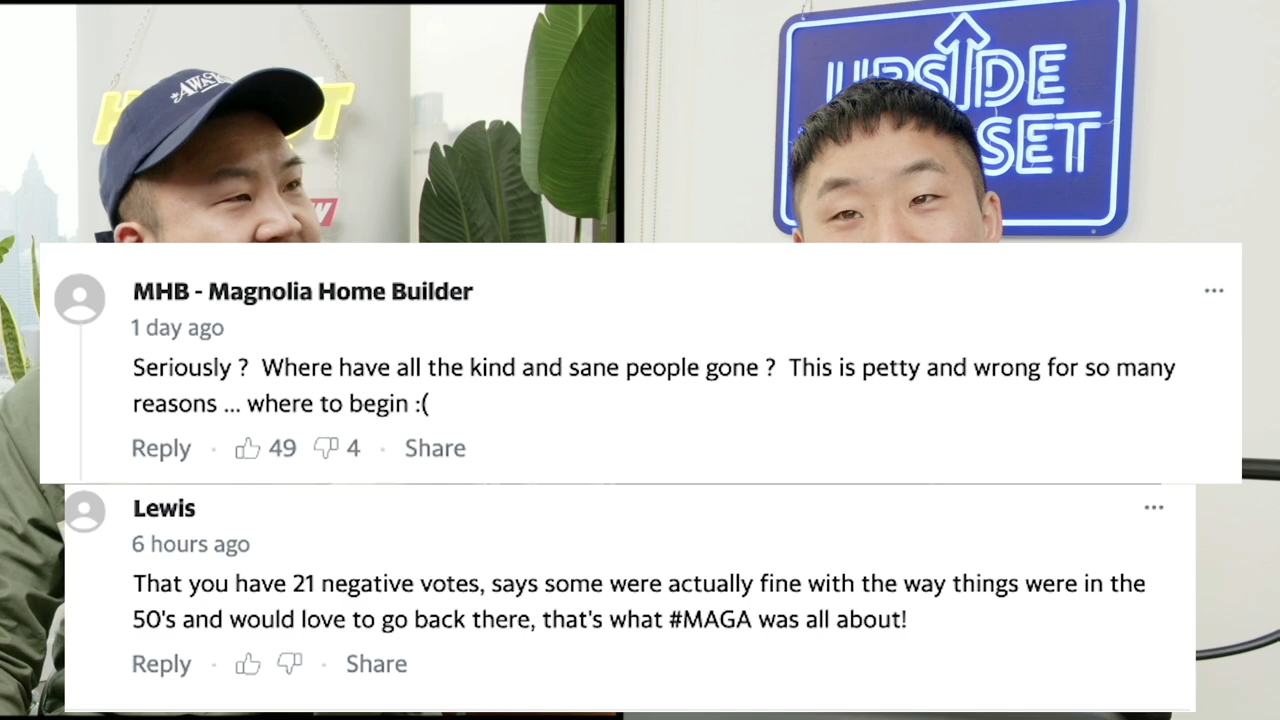 AWACK
UPSIDE
SET
MHB - Magnolia Home Builder
1 day ago
Seriously ?  Where have all the kind and sane people gone ?  This is petty and wrong for so many
reasons ... where to begin :(
Reply · 49 4 · Share
Lewis
6 hours ago
That you have 21 negative votes, says some were actually fine with the way things were in the
50's and would love to go back there, that's what #MAGA was all about!
Reply · · Share